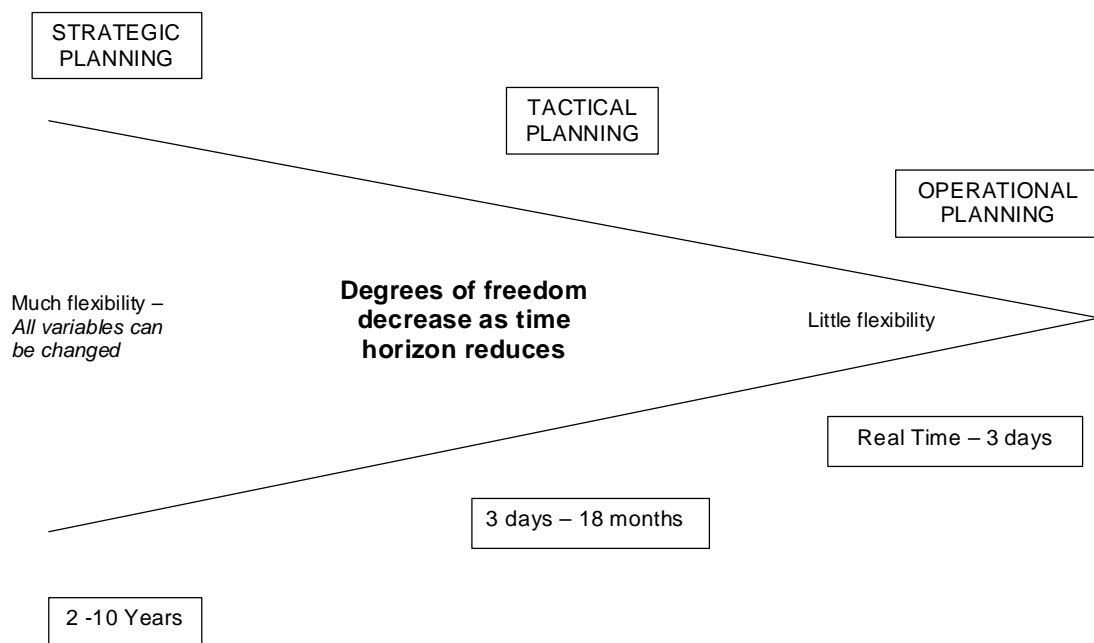 STRATEGIC
PLANNING
TACTICAL
PLANNING
OPERATIONAL
PLANNING
Much flexibility –
All variables can
be changed
Degrees of freedom
decrease as time
horizon reduces
Little flexibility
Real Time – 3 days
3 days – 18 months
2 -10 Years